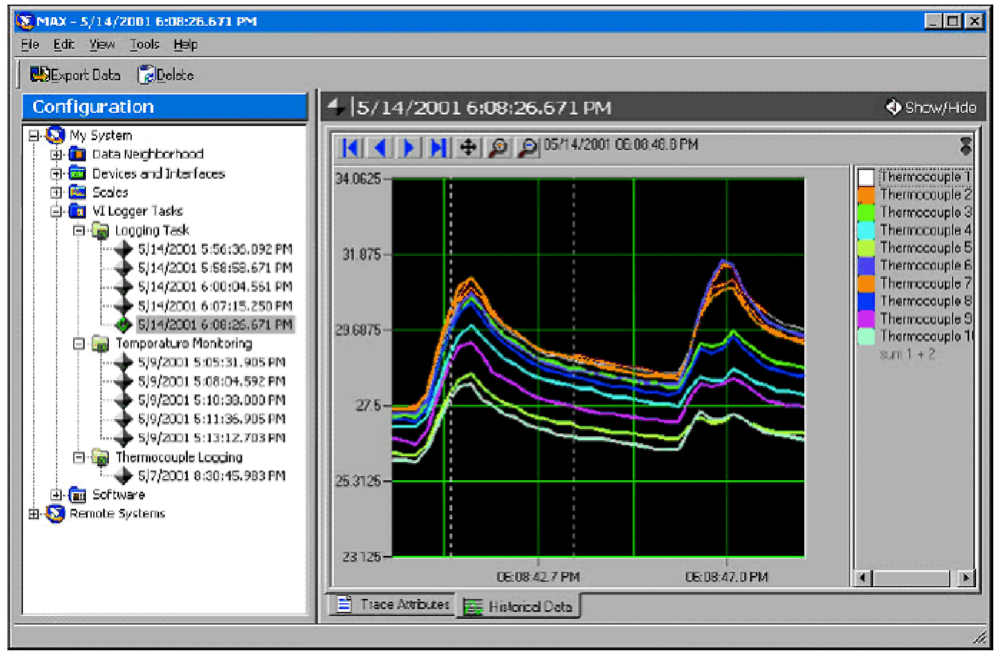 MAX - 5/14/2001 6:08:26.671 PM
File Edit View Tools Help
Export Data Delete
Configuration
My System
Data Neighborhood
Devices and Interfaces
Scales
VI Logger Tasks
Logging Task
5/14/2001 5:56:36.092 PM
5/14/2001 5:58:58.671 PM
5/14/2001 6:00:04.561 PM
5/14/2001 6:07:15.250 PM
5/14/2001 6:08:26.671 PM
Temperature Monitoring
5/9/2001 5:05:31.905 PM
5/9/2001 5:08:04.592 PM
5/9/2001 5:10:38.000 PM
5/9/2001 5:11:36.905 PM
5/9/2001 5:13:12.703 PM
Thermocouple Logging
5/7/2001 8:30:45.983 PM
Software
Remote Systems
5/14/2001 6:08:26.671 PM
Show/Hide
05/14/2001 06:08:48.8 PM
34.0625
31.875
29.6875
27.5
25.3125
23.125
06:08:42.7 PM
06:08:47.0 PM
Thermocouple 1
Thermocouple 2
Thermocouple 3
Thermocouple 4
Thermocouple 5
Thermocouple 6
Thermocouple 7
Thermocouple 8
Thermocouple 9
Thermocouple 1
sum 1 + 2
Trace Attributes
Historical Data